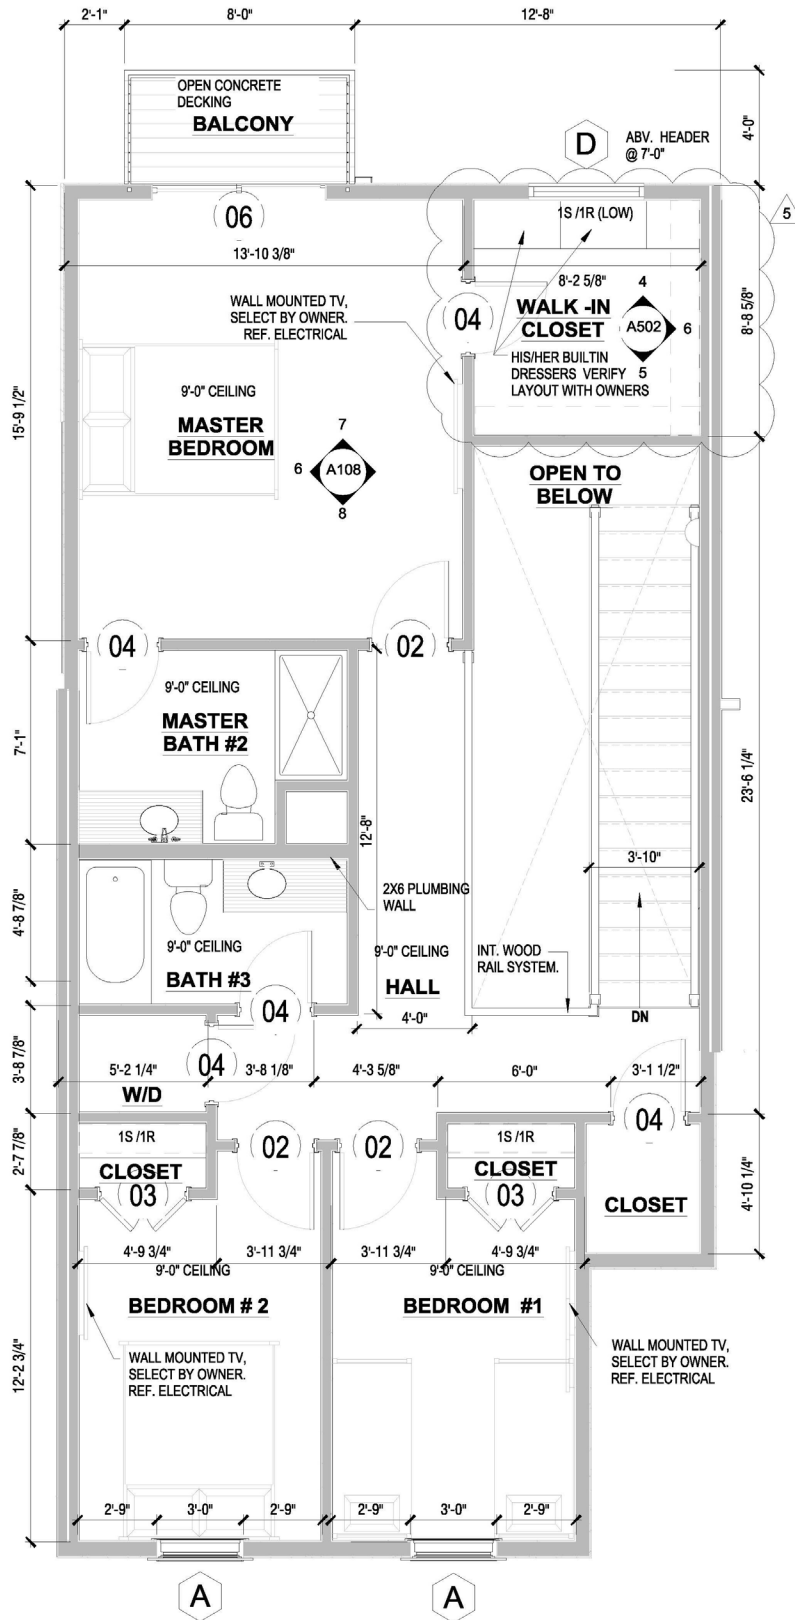 2'-1"
8'-0"
12'-8"
OPEN CONCRETE
DECKING
BALCONY
4'-0"
D
ABV. HEADER
@ 7'-0"
5
06
1S /1R (LOW)
13'-10 3/8"
8'-2 5/8"
WALL MOUNTED TV,
SELECT BY OWNER.
REF. ELECTRICAL
04
WALK -IN
CLOSET
4
A502
6
5
8'-8 5/8"
HIS/HER BUILTIN
DRESSERS VERIFY
LAYOUT WITH OWNERS
15'-9 1/2"
9'-0" CEILING
MASTER
BEDROOM
7
6
A108
8
OPEN TO
BELOW
04
02
9'-0" CEILING
MASTER
BATH #2
7'-1"
23'-6 1/4"
12'-8"
3'-10"
2X6 PLUMBING
WALL
4'-8 7/8"
9'-0" CEILING
BATH #3
9'-0" CEILING
HALL
INT. WOOD
RAIL SYSTEM.
04
4'-0"
DN
3'-8 7/8"
5'-2 1/4"
04
3'-8 1/8"
4'-3 5/8"
6'-0"
3'-1 1/2"
W/D
04
2'-7 7/8"
1S /1R
CLOSET
02
02
1S /1R
CLOSET
03
03
CLOSET
4'-10 1/4"
4'-9 3/4"
3'-11 3/4"
3'-11 3/4"
4'-9 3/4"
9'-0" CEILING
9'-0" CEILING
BEDROOM # 2
BEDROOM #1
12'-2 3/4"
WALL MOUNTED TV,
SELECT BY OWNER.
REF. ELECTRICAL
WALL MOUNTED TV,
SELECT BY OWNER.
REF. ELECTRICAL
2'-9"
3'-0"
2'-9"
2'-9"
3'-0"
2'-9"
A
A